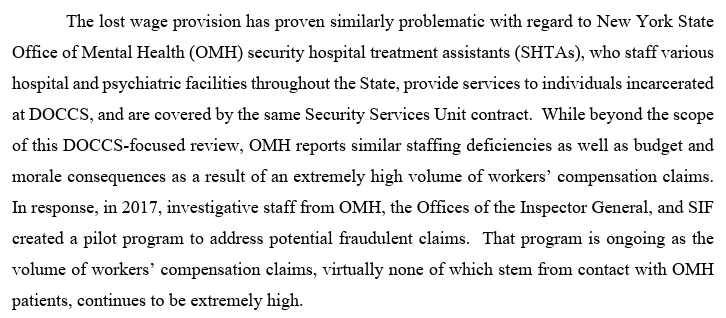 The lost wage provision has proven similarly problematic with regard to New York State
Office of Mental Health (OMH) security hospital treatment assistants (SHTAs), who staff various
hospital and psychiatric facilities throughout the State, provide services to individuals incarcerated
at DOCCS, and are covered by the same Security Services Unit contract.  While beyond the scope
of this DOCCS-focused review, OMH reports similar staffing deficiencies as well as budget and
morale consequences as a result of an extremely high volume of workers’ compensation claims.
In response, in 2017, investigative staff from OMH, the Offices of the Inspector General, and SIF
created a pilot program to address potential fraudulent claims.  That program is ongoing as the
volume of workers’ compensation claims, virtually none of which stem from contact with OMH
patients, continues to be extremely high.